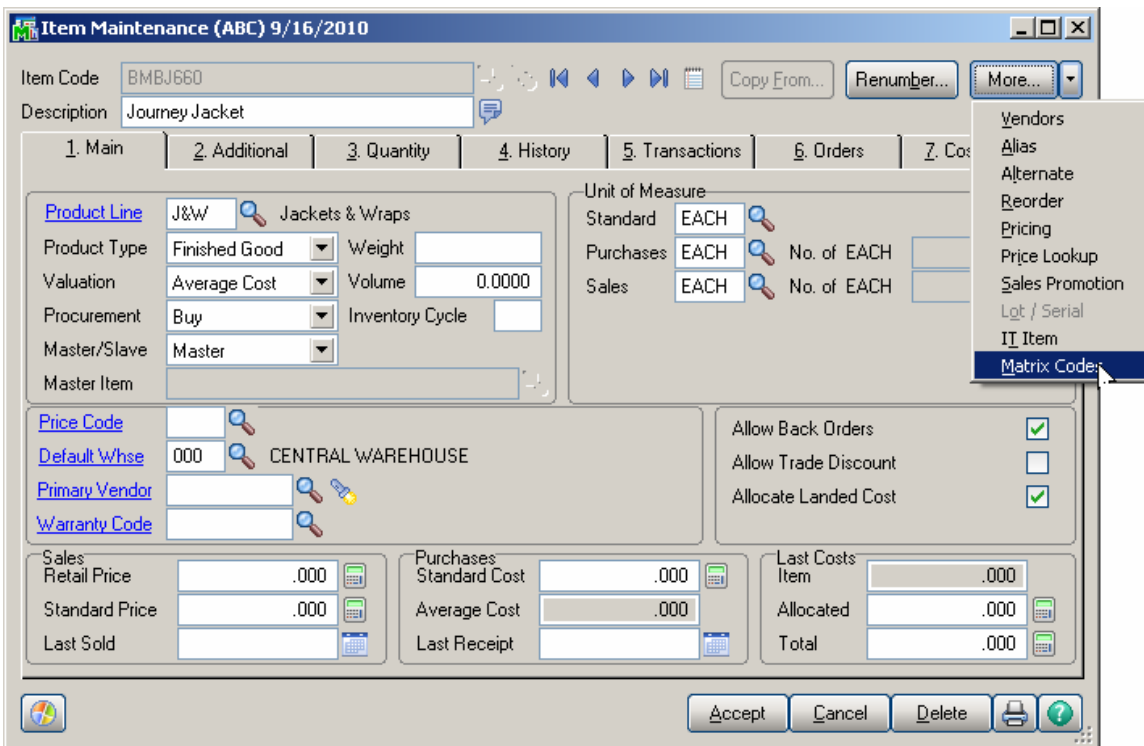 Item Maintenance (ABC) 9/16/2010
Item Code BMBJ660 Copy From... Renumber... More...
Description Journey Jacket
Vendors
Alias
Alternate
Reorder
Pricing
Price Lookup
Sales Promotion
Lot / Serial
IT Item
Matrix Codes
1. Main 2. Additional 3. Quantity 4. History 5. Transactions 6. Orders 7. Cos
Product Line J&W Jackets & Wraps
Product Type Finished Good Weight
Valuation Average Cost Volume 0.0000
Procurement Buy Inventory Cycle
Master/Slave Master
Master Item
Unit of Measure
Standard EACH
Purchases EACH No. of EACH
Sales EACH No. of EACH
Price Code
Default Whse 000 CENTRAL WAREHOUSE
Primary Vendor
Warranty Code
Allow Back Orders
Allow Trade Discount
Allocate Landed Cost
Sales
Retail Price .000
Standard Price .000
Last Sold
Purchases
Standard Cost .000
Average Cost .000
Last Receipt
Last Costs
Item .000
Allocated .000
Total .000
Accept Cancel Delete